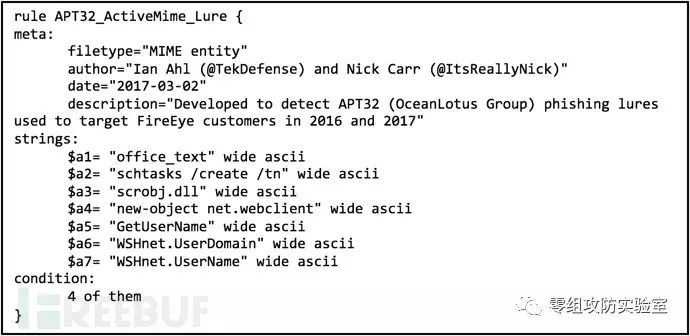 rule APT32_ActiveMime_Lure {
meta:
filetype="MIME entity"
author="Ian Ahl (@TekDefense) and Nick Carr (@ItsReallyNick)"
date="2017-03-02"
description="Developed to detect APT32 (OceanLotus Group) phishing lures
used to target FireEye customers in 2016 and 2017"
strings:
$a1= "office_text" wide ascii
$a2= "schtasks /create /tn" wide ascii
$a3= "scrobj.dll" wide ascii
$a4= "new-object net.webclient" wide ascii
$a5= "GetUserName" wide ascii
$a6= "WSHnet.UserDomain" wide ascii
$a7= "WSHnet.UserName" wide ascii
condition:
4 of them
}
FREEBUF
零组攻防实验室